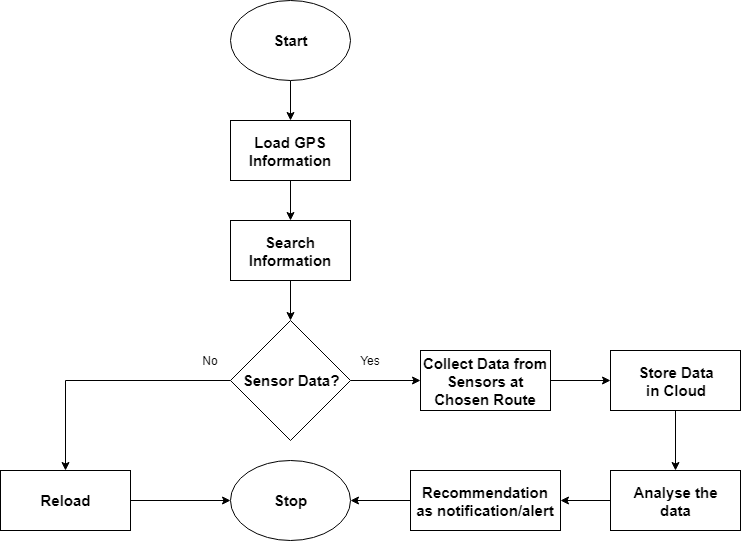 Start
Load GPS
Information
Search
Information
No
Yes
Sensor Data?
Collect Data from
Sensors at
Chosen Route
Store Data
in Cloud
Reload
Stop
Recommendation
as notification/alert
Analyse the
data